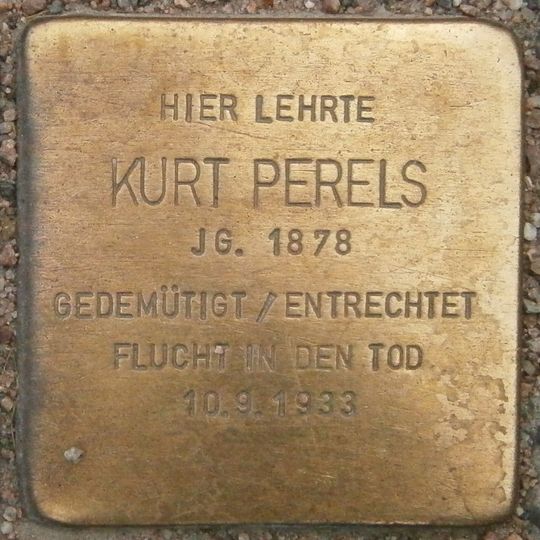 HIER LEHRTE
KURT PERELS
JG. 1878
GEDEMÜTIGT / ENTRECHTET
FLUCHT IN DEN TOD
10.9.1933